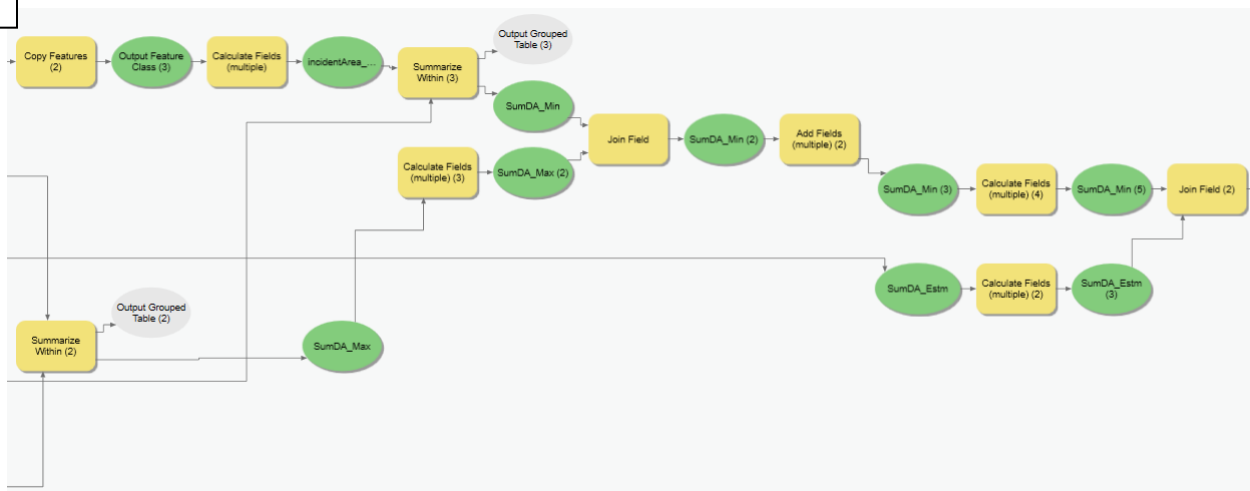 Output Grouped
Table (3)
Copy Features
(2)
Output Feature
Class (3)
Calculate Fields
(multiple)
incidentArea_...
Summarize
Within (3)
SumDA_Min
Join Field
SumDA_Min (2)
Add Fields
(multiple) (2)
Calculate Fields
(multiple) (3)
SumDA_Max (2)
SumDA_Min (3)
Calculate Fields
(multiple) (4)
SumDA_Min (5)
Join Field (2)
SumDA_Estm
Calculate Fields
(multiple) (2)
SumDA_Estm
(3)
Output Grouped
Table (2)
Summarize
Within (2)
SumDA_Max